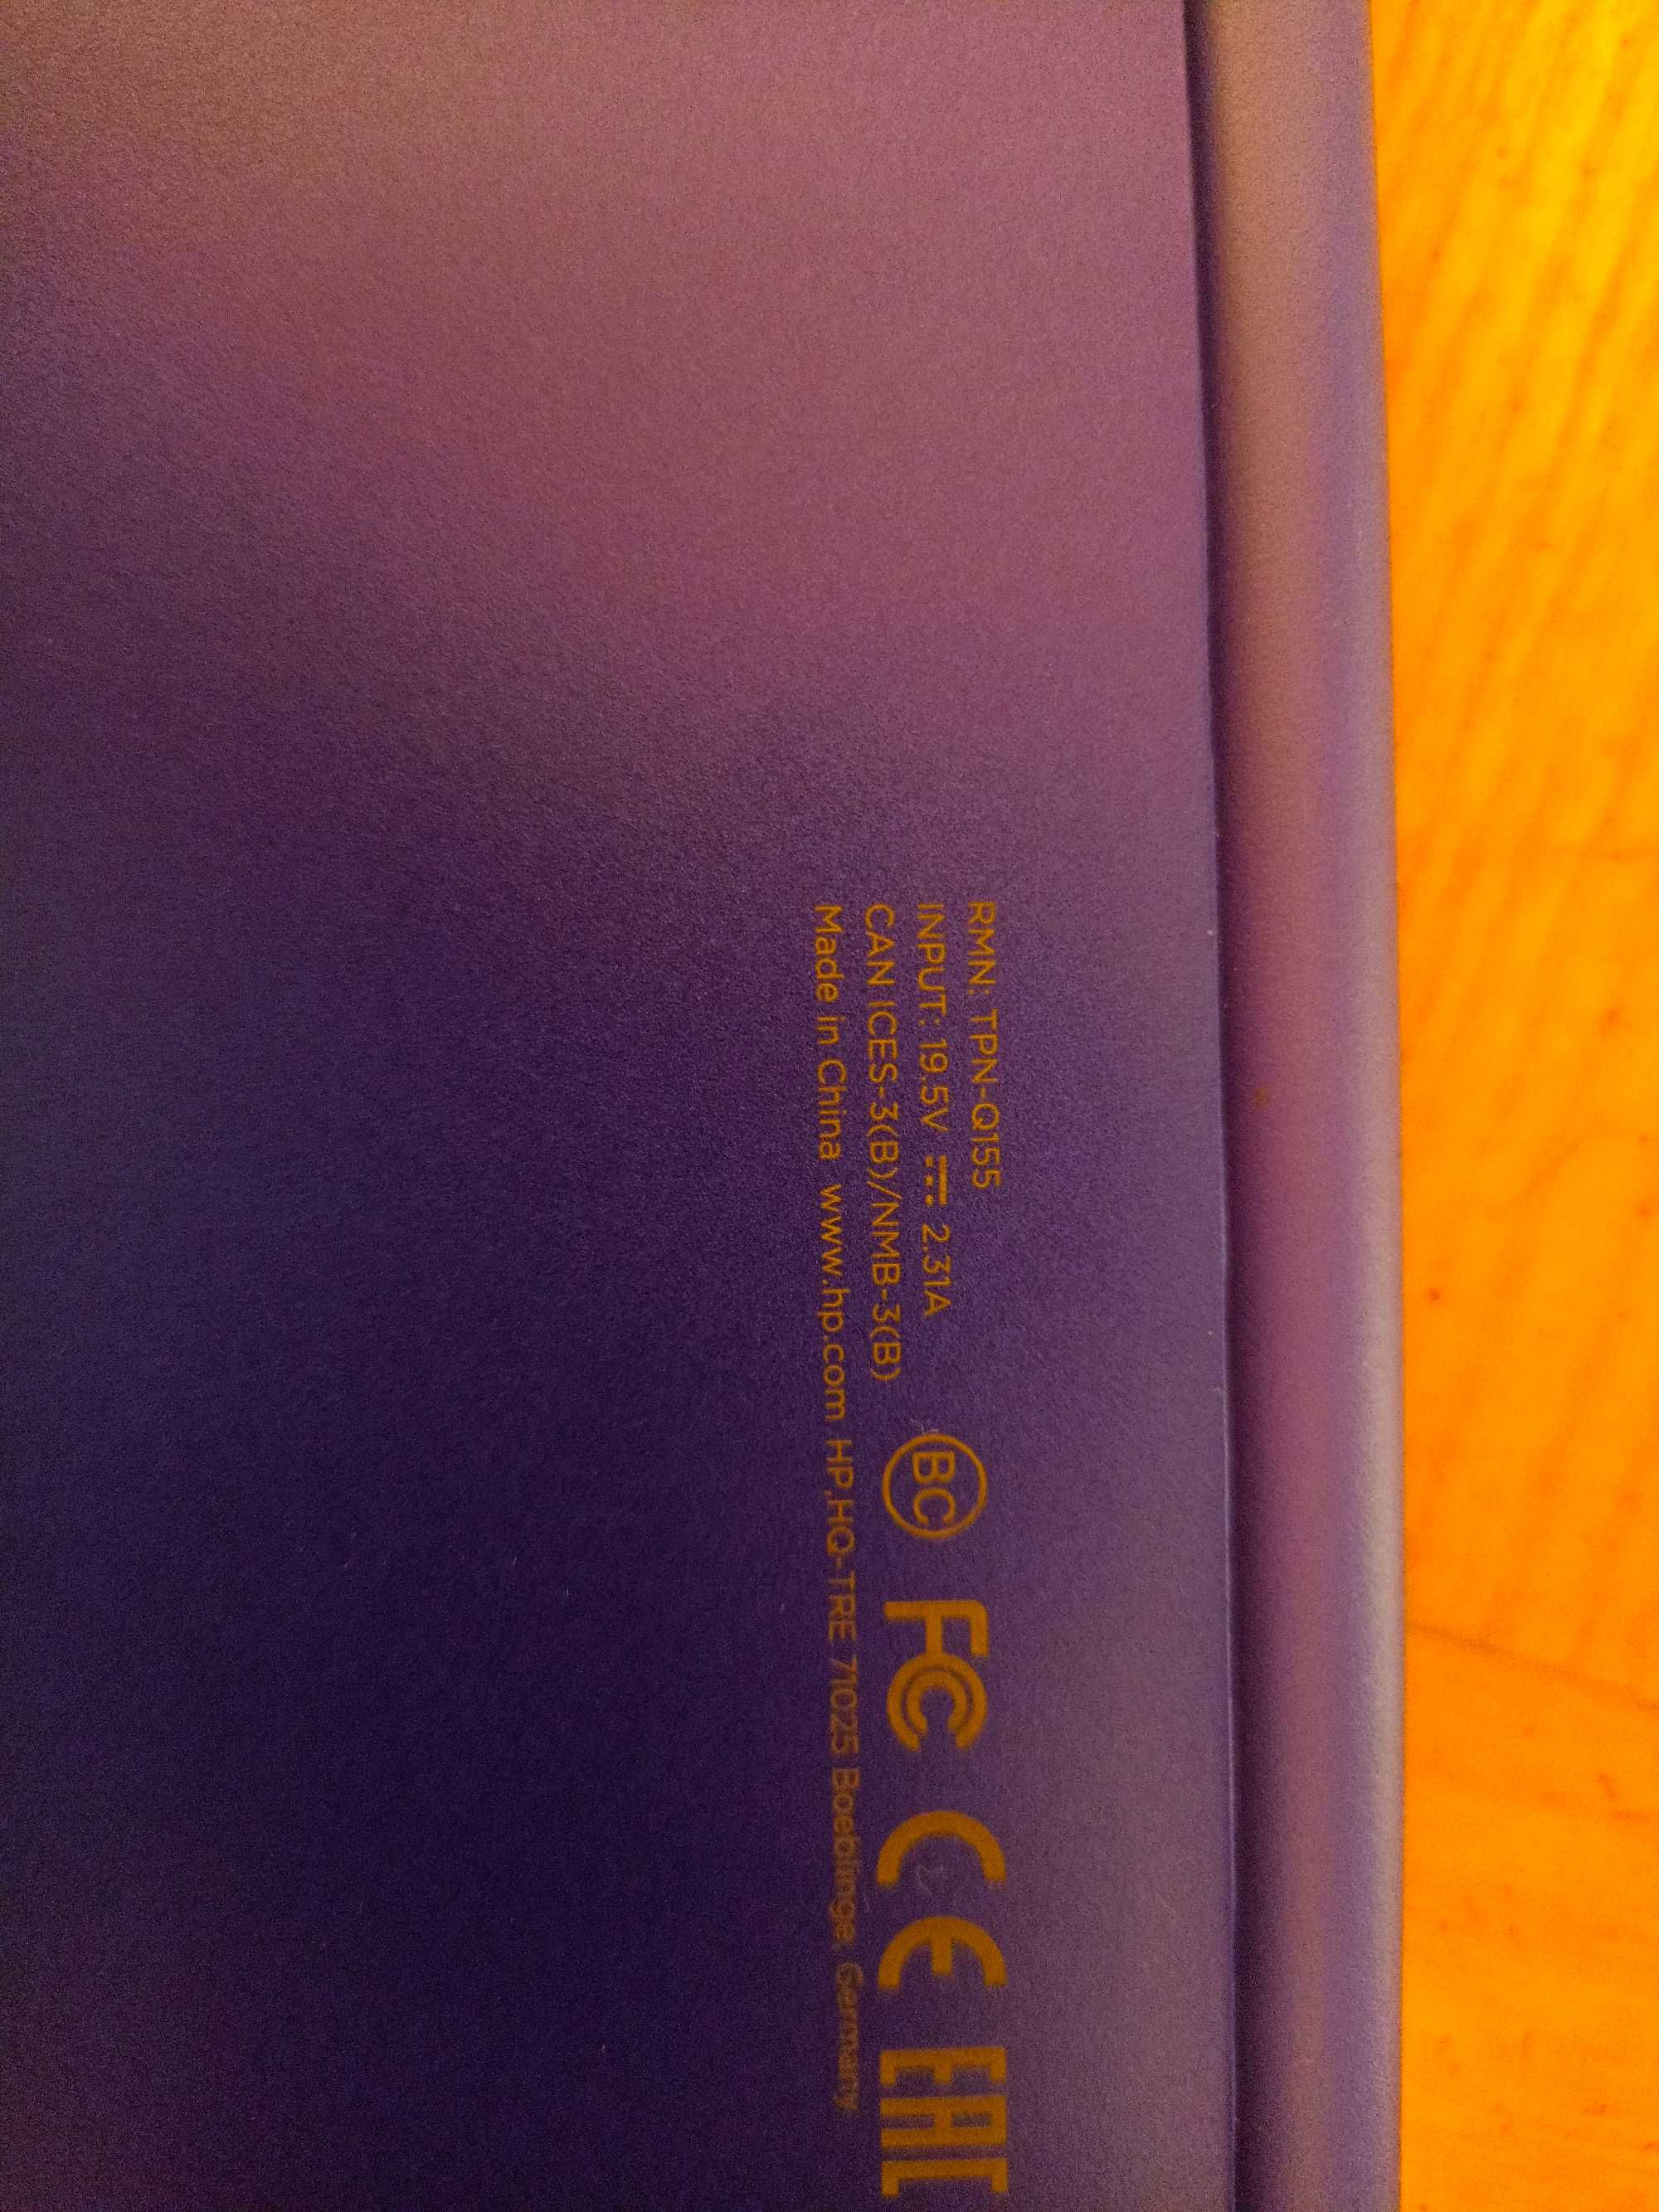 RMN: TPN-Q155
INPUT: 19.5V ⎓ 2.31A
CAN ICES-3(B)/NMB-3(B)
BC FC CE EAC
Made in China www.hp.com HP,HQ-TRE 71025 Boeblinge, Germany